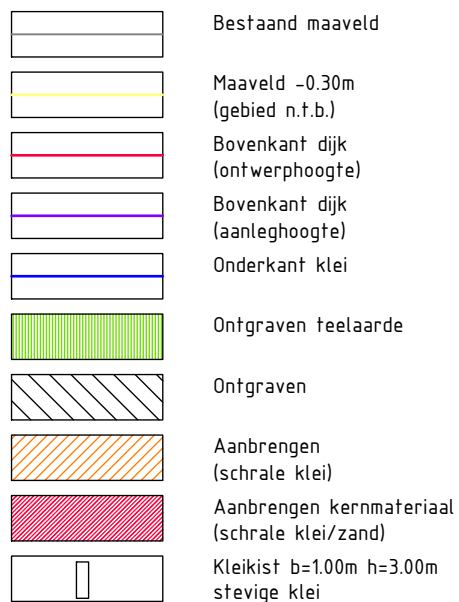 Bestaand maaveld
Maaveld -0.30m
(gebied n.t.b.)
Bovenkant dijk
(ontwerphoogte)
Bovenkant dijk
(aanleghoogte)
Onderkant klei
Ontgraven teelaarde
Ontgraven
Aanbrengen
(schrale klei)
Aanbrengen kernmateriaal
(schrale klei/zand)
Kleikist b=1.00m h=3.00m
stevige klei